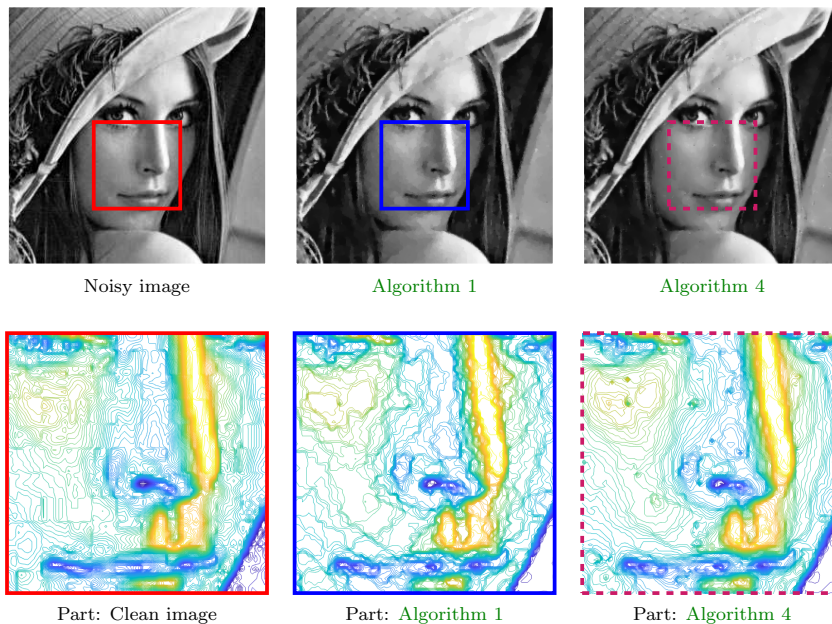 Noisy image
Algorithm 1
Algorithm 4
Part: Clean image
Part: Algorithm 1
Part: Algorithm 4